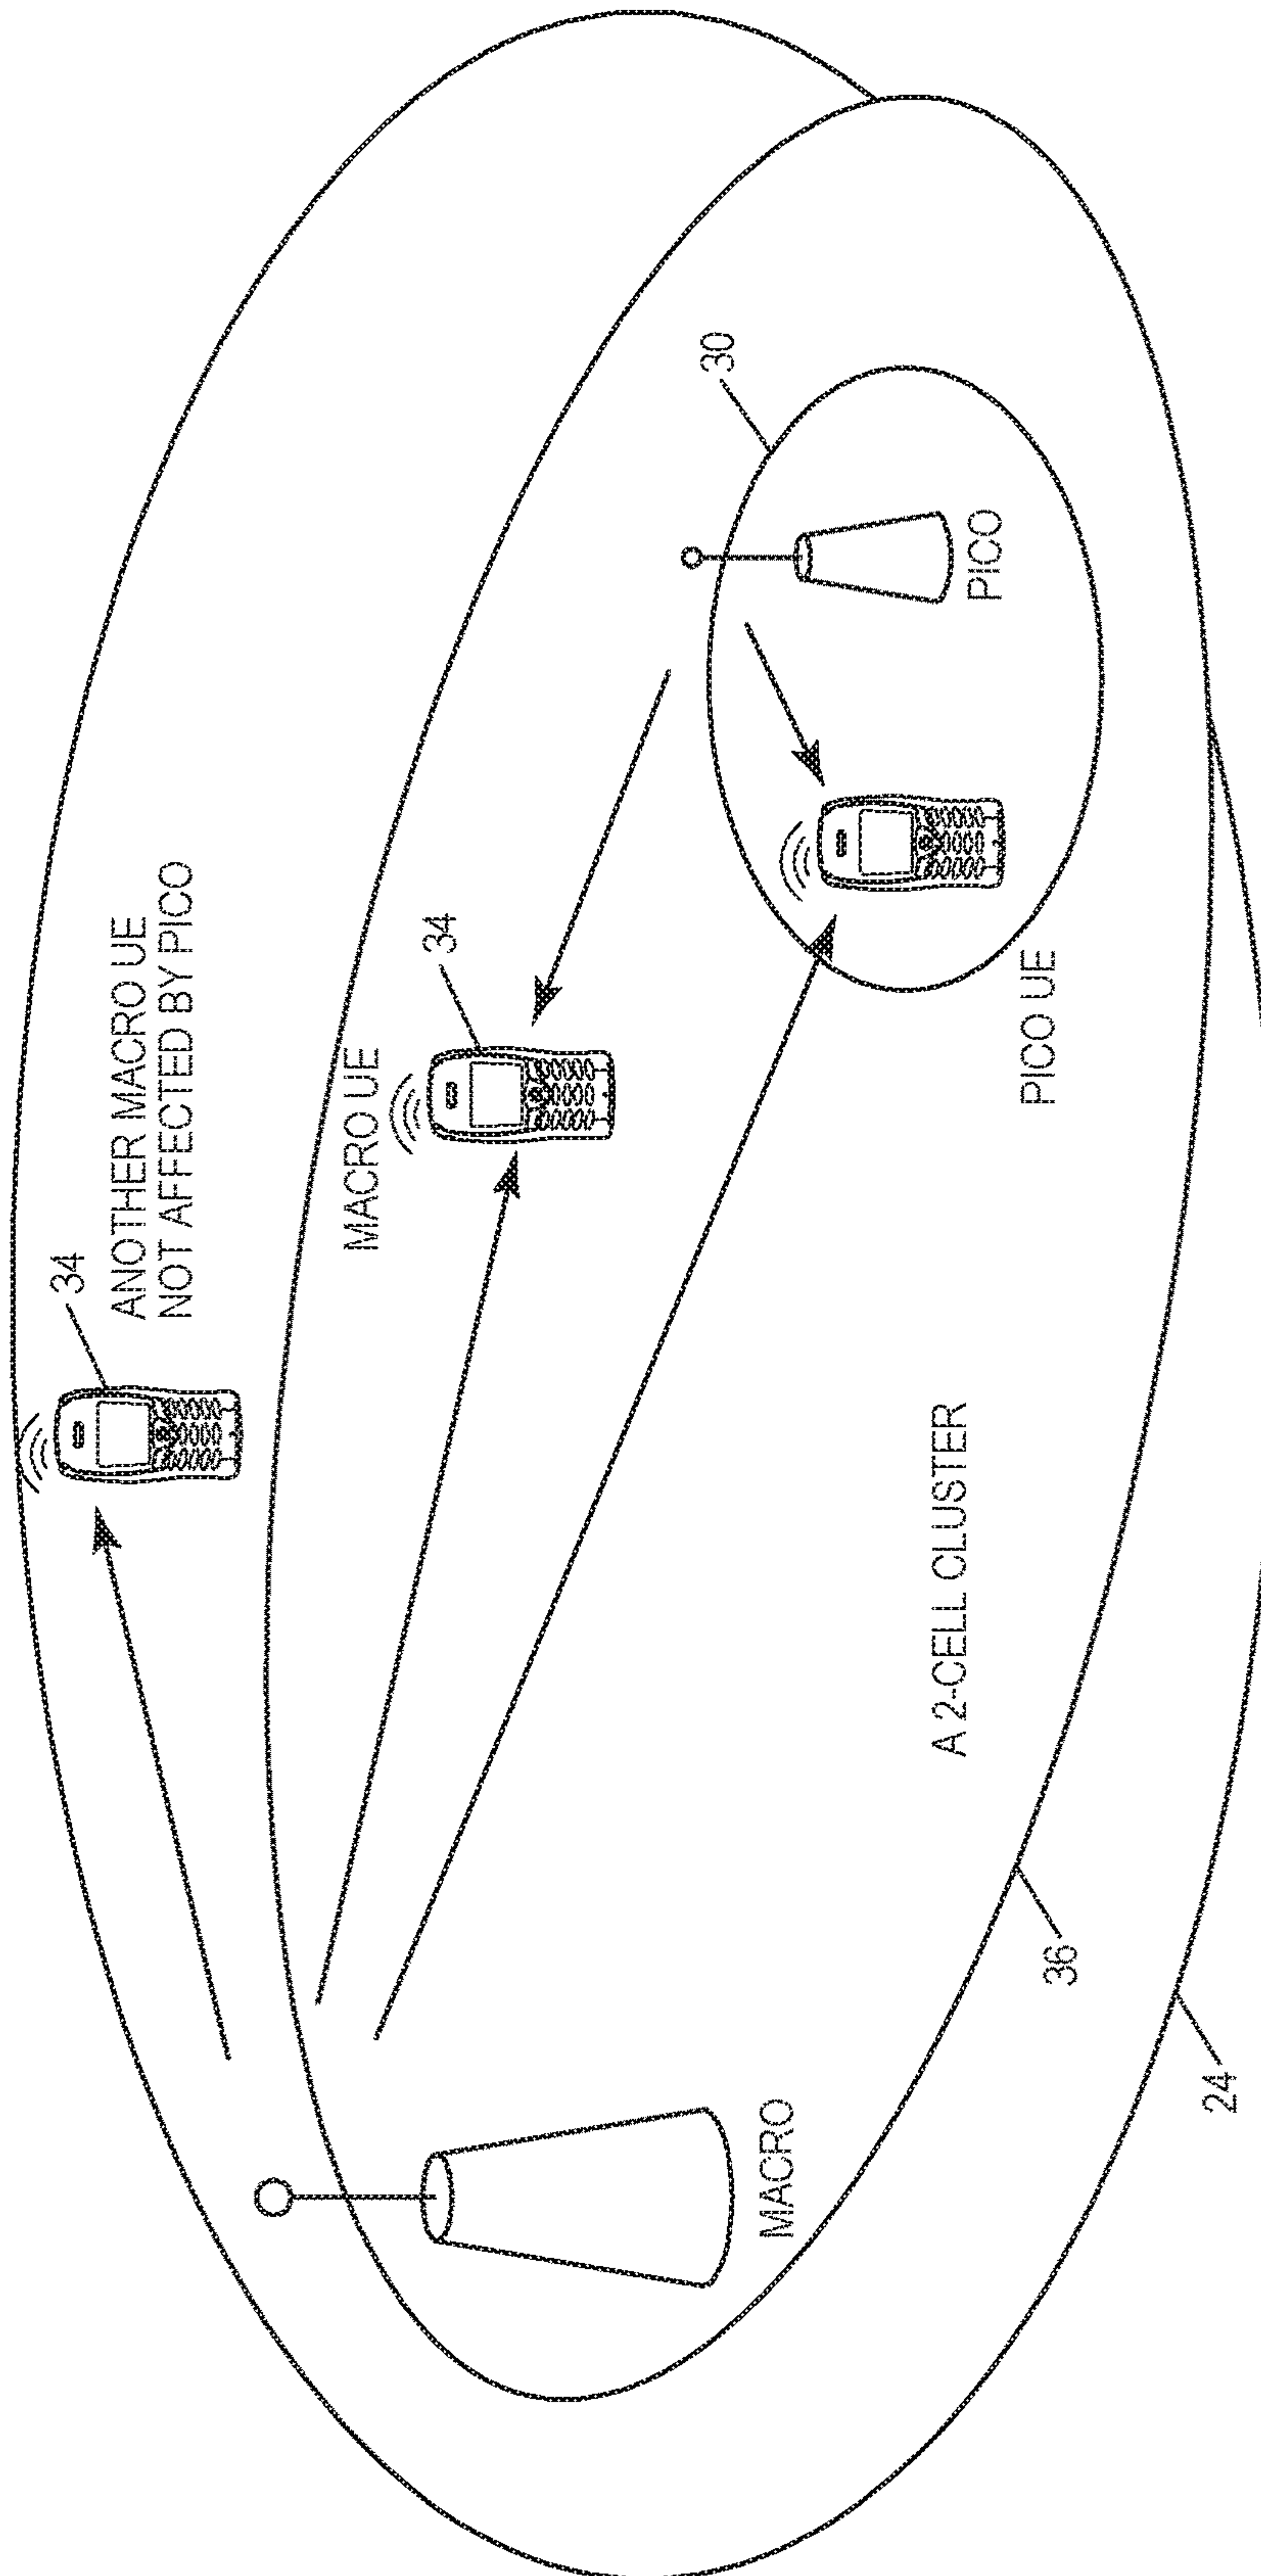 34
ANOTHER MACRO UE
NOT AFFECTED BY PICO
MACRO UE
34
30
PICO
PICO UE
MACRO
A 2-CELL CLUSTER
36
24